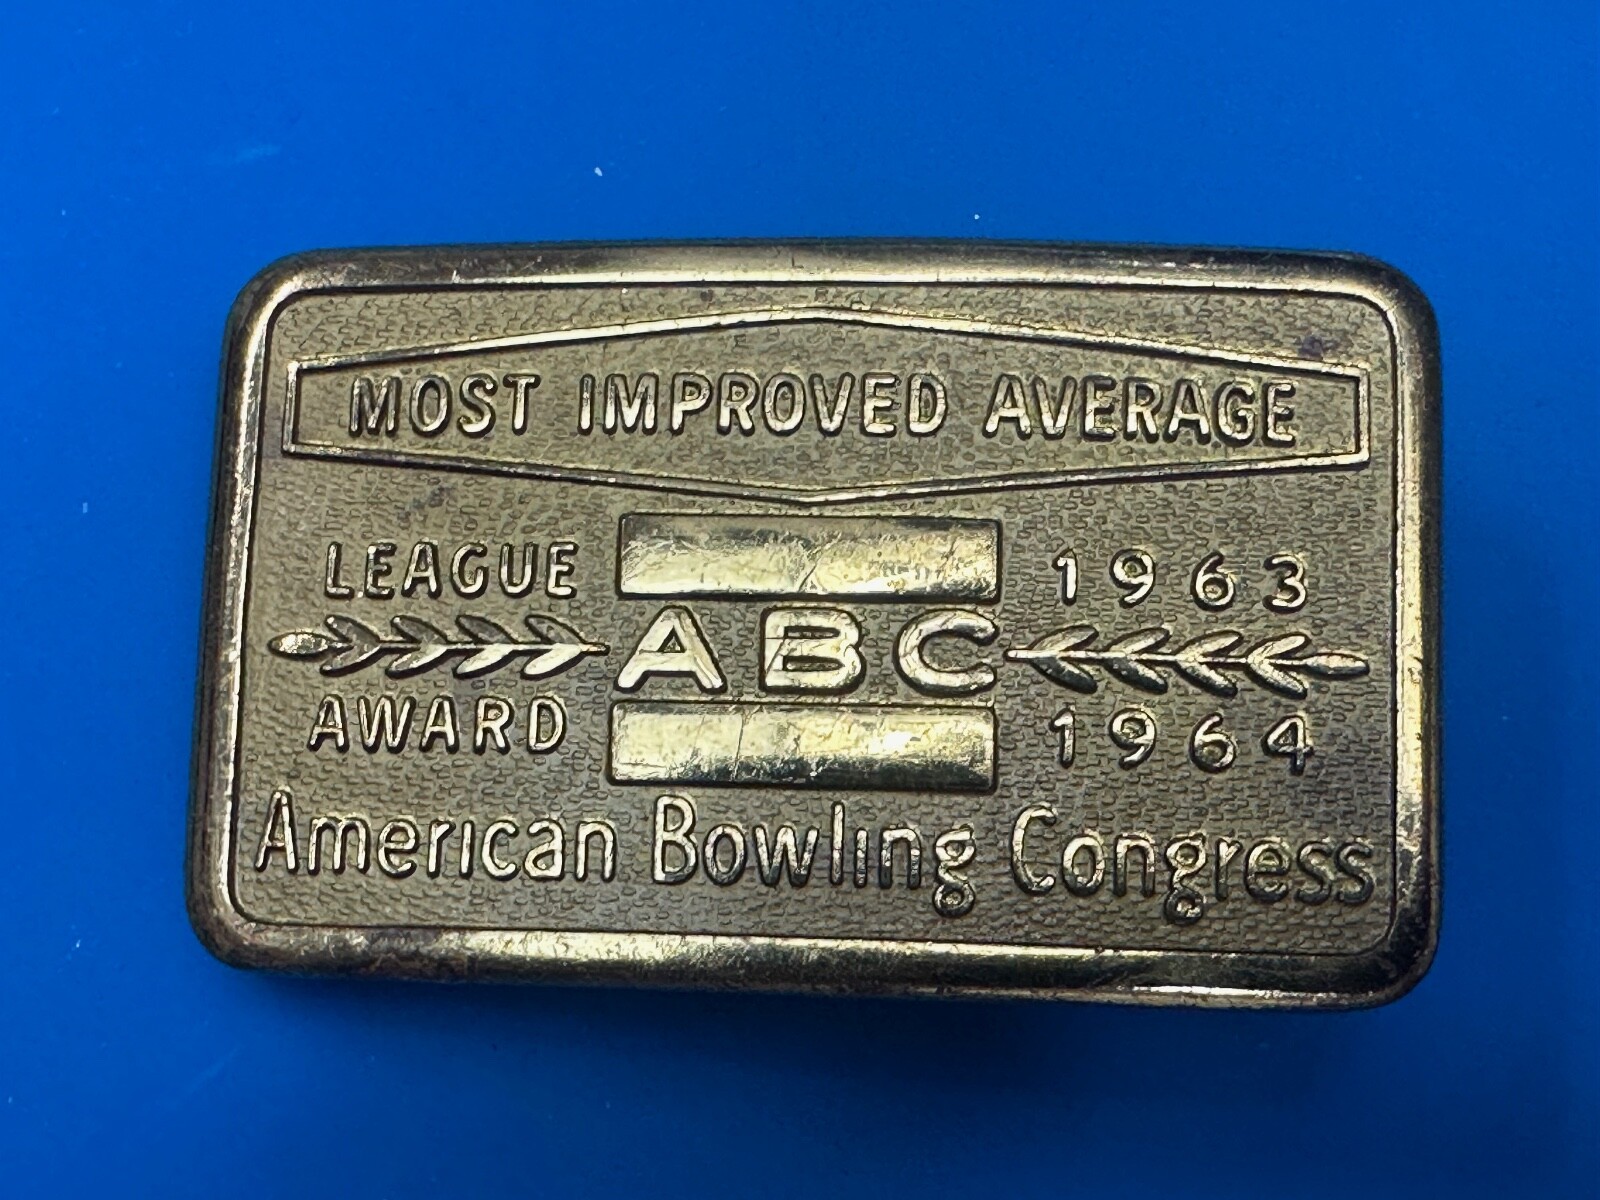 MOST IMPROVED AVERAGE
LEAGUE 1963
ABC
AWARD 1964
American Bowling Congress